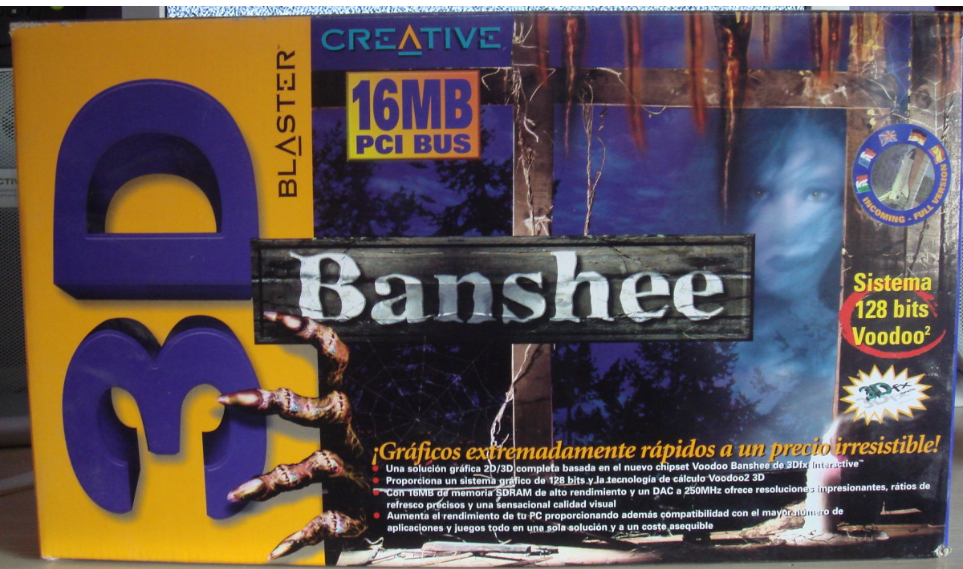 3D
BLASTER™
CREATIVE
16MB
PCI BUS
Banshee
INCOMING - FULL VERSION
Sistema
128 bits
Voodoo²
3Dfx
¡Gráficos extremadamente rápidos a un precio irresistible!
Una solución gráfica 2D/3D completa basada en el nuevo chipset Voodoo Banshee de 3Dfx Interactive™
Proporciona un sistema gráfico de 128 bits y la tecnología de cálculo Voodoo2 3D
Con 16MB de memoria SDRAM de alto rendimiento y un DAC a 250MHz ofrece resoluciones impresionantes, rátios de
refresco precisos y una sensacional calidad visual
Aumenta el rendimiento de tu PC proporcionando además compatibilidad con el mayor número de
aplicaciones y juegos todo en una sola solución y a un coste asequible